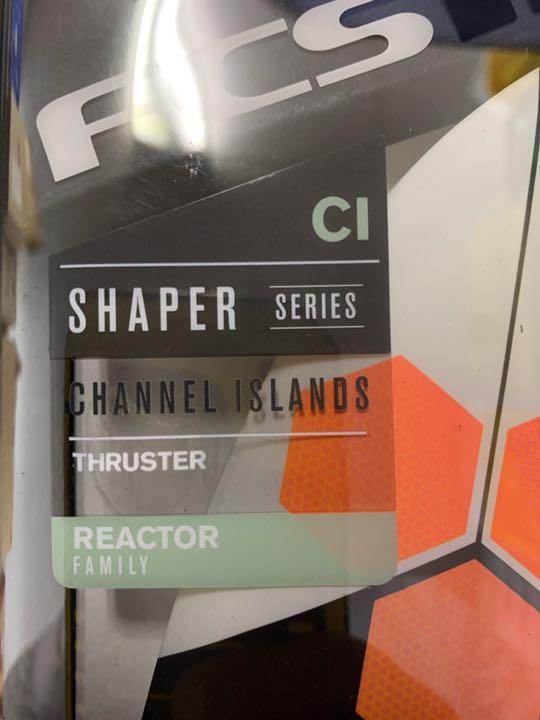 FCS
CI
SHAPER SERIES
CHANNEL ISLANDS
THRUSTER
REACTOR
FAMILY